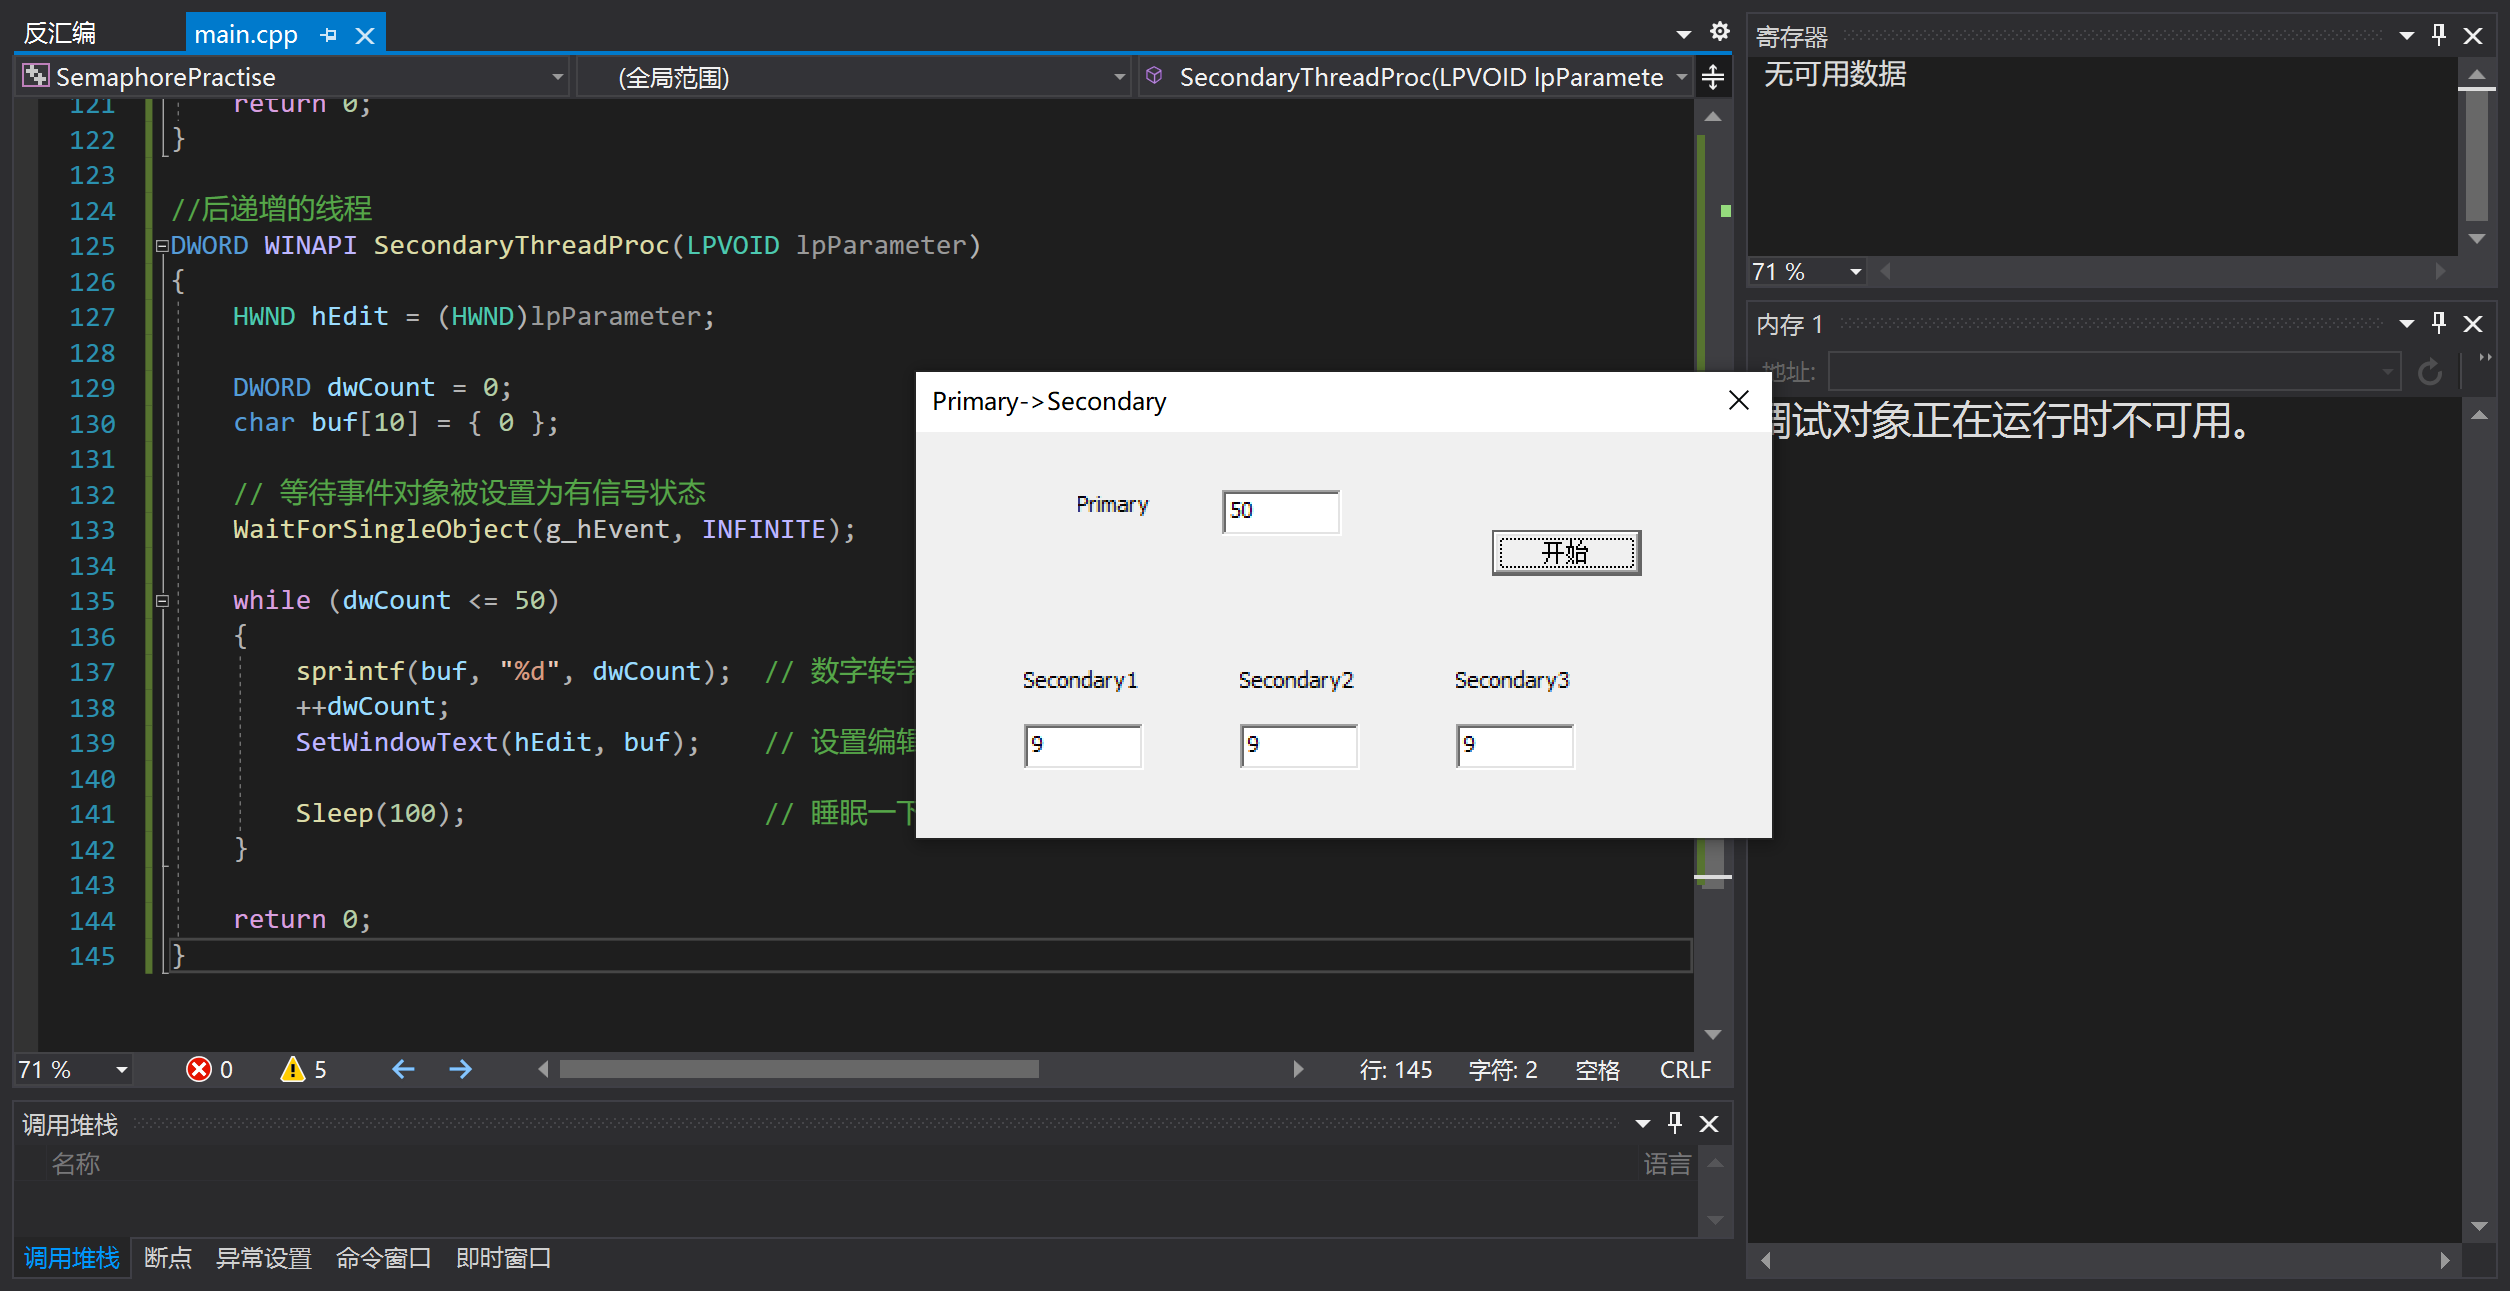 反汇编
main.cpp
SemaphorePractise
(全局范围)
SecondaryThreadProc(LPVOID lpParamete
121 return 0;
122 }
123
124 //后递增的线程
125 DWORD WINAPI SecondaryThreadProc(LPVOID lpParameter)
126 {
127 HWND hEdit = (HWND)lpParameter;
128
129 DWORD dwCount = 0;
130 char buf[10] = { 0 };
131
132 // 等待事件对象被设置为有信号状态
133 WaitForSingleObject(g_hEvent, INFINITE);
134
135 while (dwCount <= 50)
136 {
137 sprintf(buf, "%d", dwCount); // 数字转字
138 ++dwCount;
139 SetWindowText(hEdit, buf); // 设置编辑
140
141 Sleep(100); // 睡眠一下
142 }
143
144 return 0;
145 }
Primary->Secondary
Primary
50
开始
Secondary1
Secondary2
Secondary3
9
9
9
71 %
0
5
行: 145
字符: 2
空格
CRLF
调用堆栈
名称
语言
调用堆栈
断点
异常设置
命令窗口
即时窗口
寄存器
无可用数据
71 %
内存 1
地址:
调试对象正在运行时不可用。